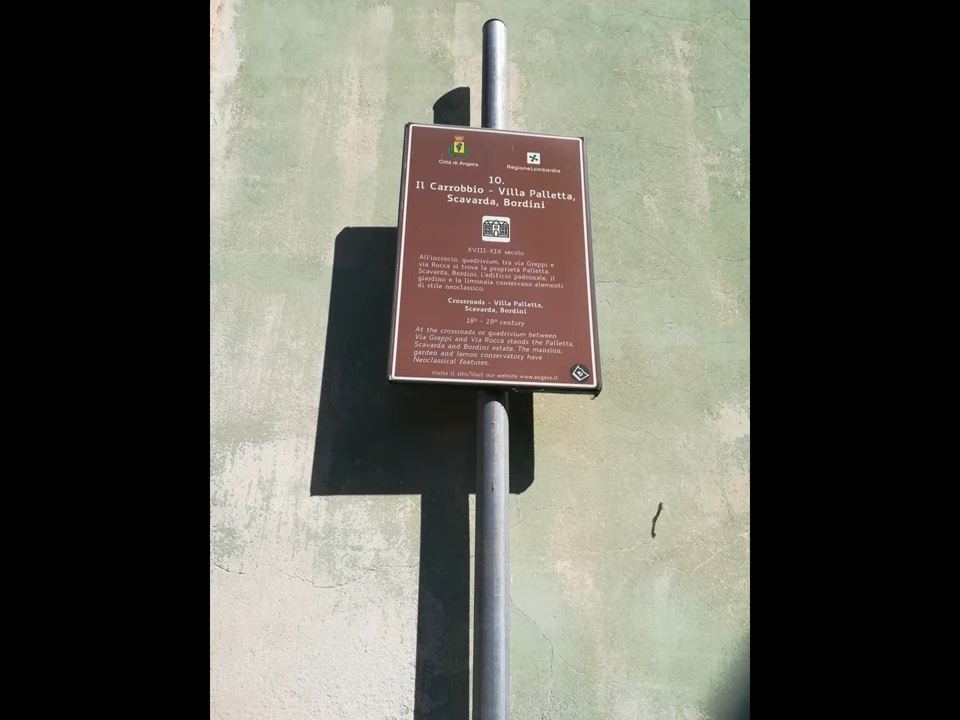 Città di Angera
RegioneLombardia
10.
Il Carrobbio - Villa Palletta,
Scavarda, Bordini
XVIII-XIX secolo
All'incrocio, quadrivium, tra via Greppi e
via Rocca si trova la proprietà Palletta,
Scavarda, Bordini. L'edificio padronale, il
giardino e la limonaia conservano elementi
di stile neoclassico.
Crossroads - Villa Palletta,
Scavarda, Bordini
18th - 19th century
At the crossroads or quadrivium between
Via Greppi and Via Rocca stands the Palletta,
Scavarda and Bordini estate. The mansion,
garden and lemon conservatory have
Neoclassical features.
Visita il sito/Visit our website www.angera.it